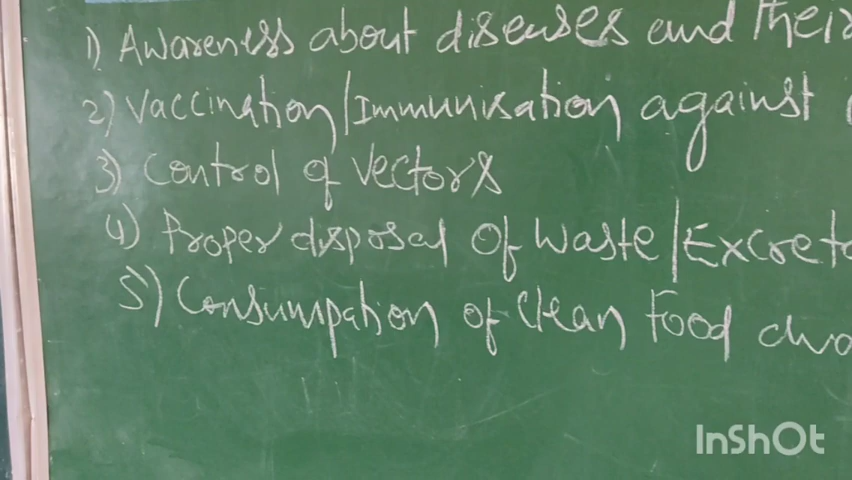 1) Awareness about diseases and their
2) Vaccination/Immunisation against
3) Control of Vectors
4) Proper disposal of Waste/Excreta
5) Consumpation of Clean Food
InShOt